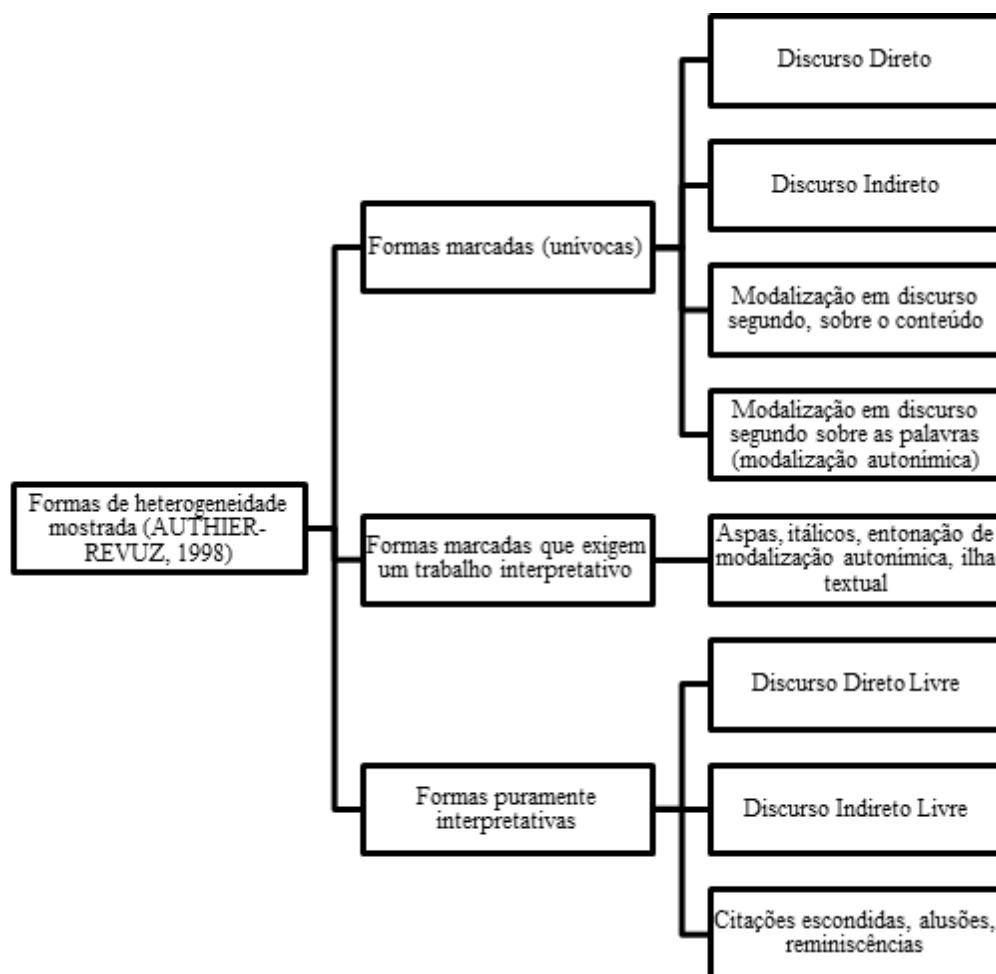 Formas de heterogeneidade
mostrada (AUTHIER-
REVUZ, 1998)
Formas marcadas (unívocas)
Discurso Direto
Discurso Indireto
Modalização em discurso
segundo, sobre o conteúdo
Modalização em discurso
segundo sobre as palavras
(modalização autonímica)
Formas marcadas que exigem
um trabalho interpretativo
Aspas, itálicos, entonação de
modalização autonímica, ilha
textual
Formas puramente
interpretativas
Discurso Direto Livre
Discurso Indireto Livre
Citações escondidas, alusões,
reminiscências